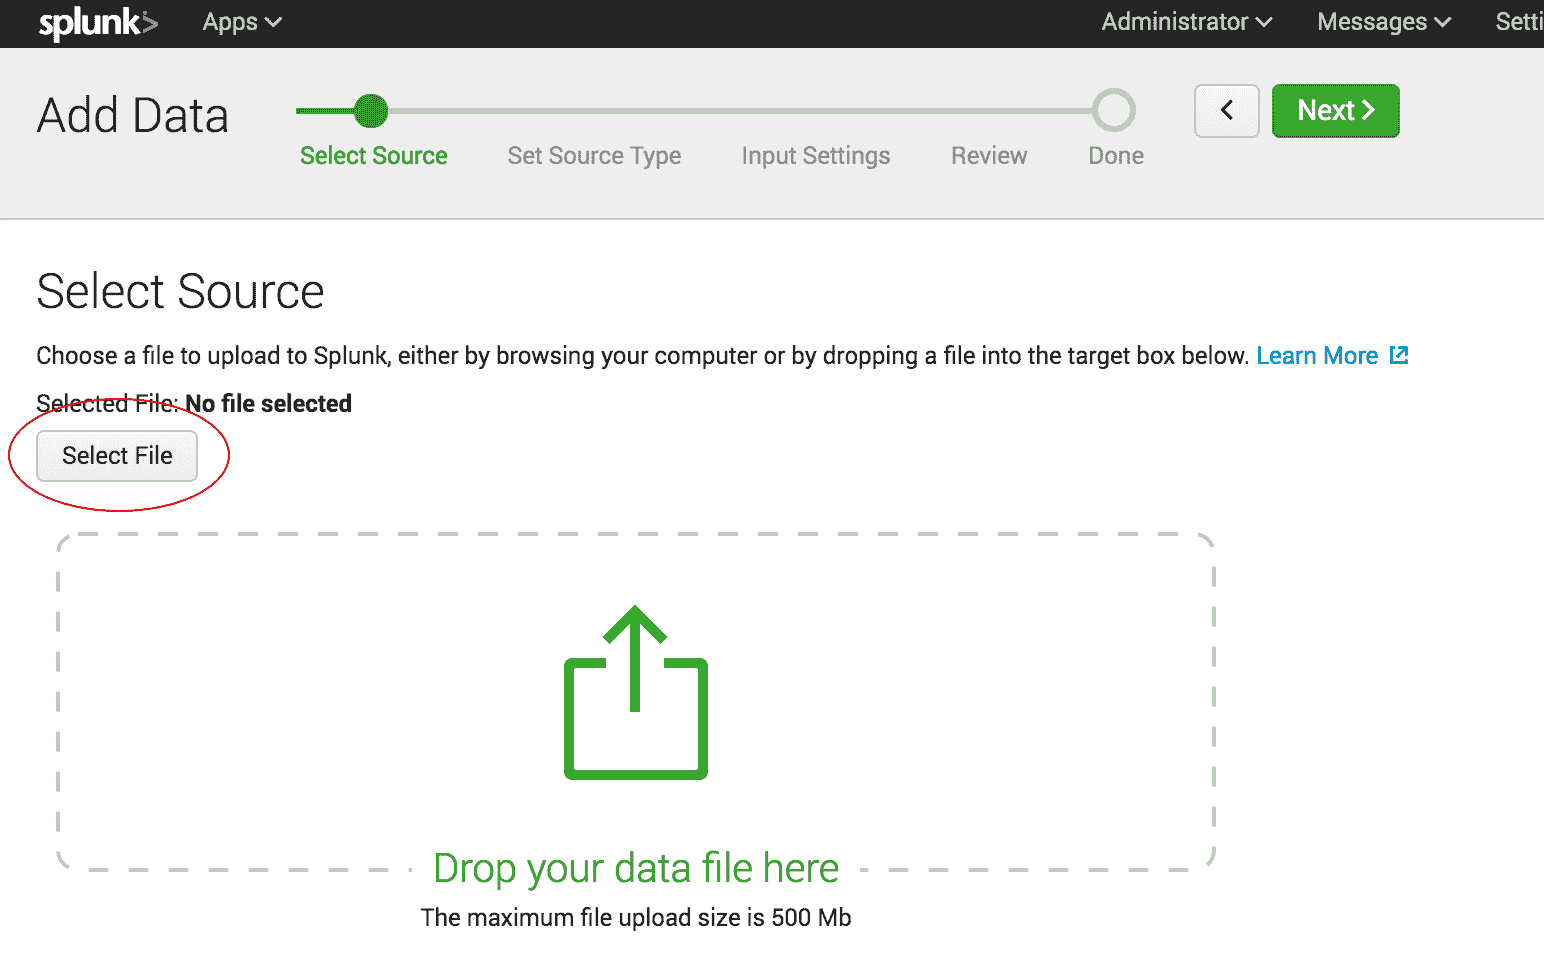 splunk> Apps Administrator Messages Setti
Add Data
Next
Select Source Set Source Type Input Settings Review Done
Select Source
Choose a file to upload to Splunk, either by browsing your computer or by dropping a file into the target box below. Learn More
Selected File: No file selected
Select File
Drop your data file here
The maximum file upload size is 500 Mb